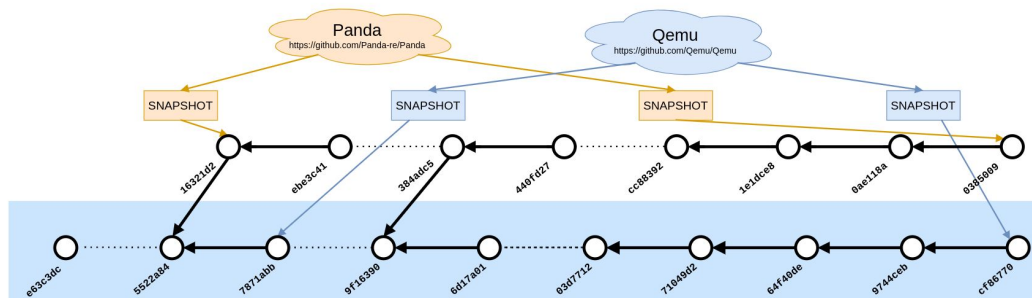 Panda
https://github.com/Panda-re/Panda
Qemu
https://github.com/Qemu/Qemu
SNAPSHOT
SNAPSHOT
SNAPSHOT
SNAPSHOT
16321d2
ebe3c41
384adc5
440fd27
cc88392
1e1dce8
0ae118a
0385009
e63c3dc
5522a84
7871abb
9f16390
6d17a01
03d7712
71049d2
64f40de
9744ceb
cf86770